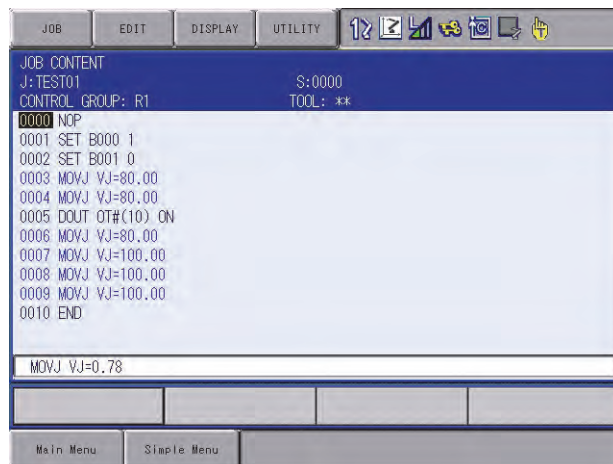 JOB EDIT DISPLAY UTILITY
JOB CONTENT
J:TEST01 S:0000
CONTROL GROUP: R1 TOOL: **
0000 NOP
0001 SET B000 1
0002 SET B001 0
0003 MOVJ VJ=80.00
0004 MOVJ VJ=80.00
0005 DOUT OT#(10) ON
0006 MOVJ VJ=80.00
0007 MOVJ VJ=100.00
0008 MOVJ VJ=100.00
0009 MOVJ VJ=100.00
0010 END
MOVJ VJ=0.78
Main Menu Simple Menu